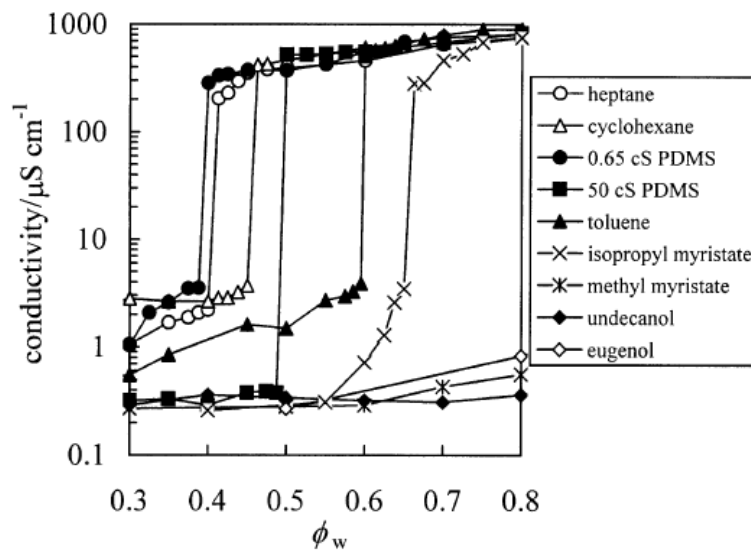 1000
100
10
1
0.1
conductivity/μS cm⁻¹
0.3 0.4 0.5 0.6 0.7 0.8
ϕw
heptane
cyclohexane
0.65 cS PDMS
50 cS PDMS
toluene
isopropyl myristate
methyl myristate
undecanol
eugenol